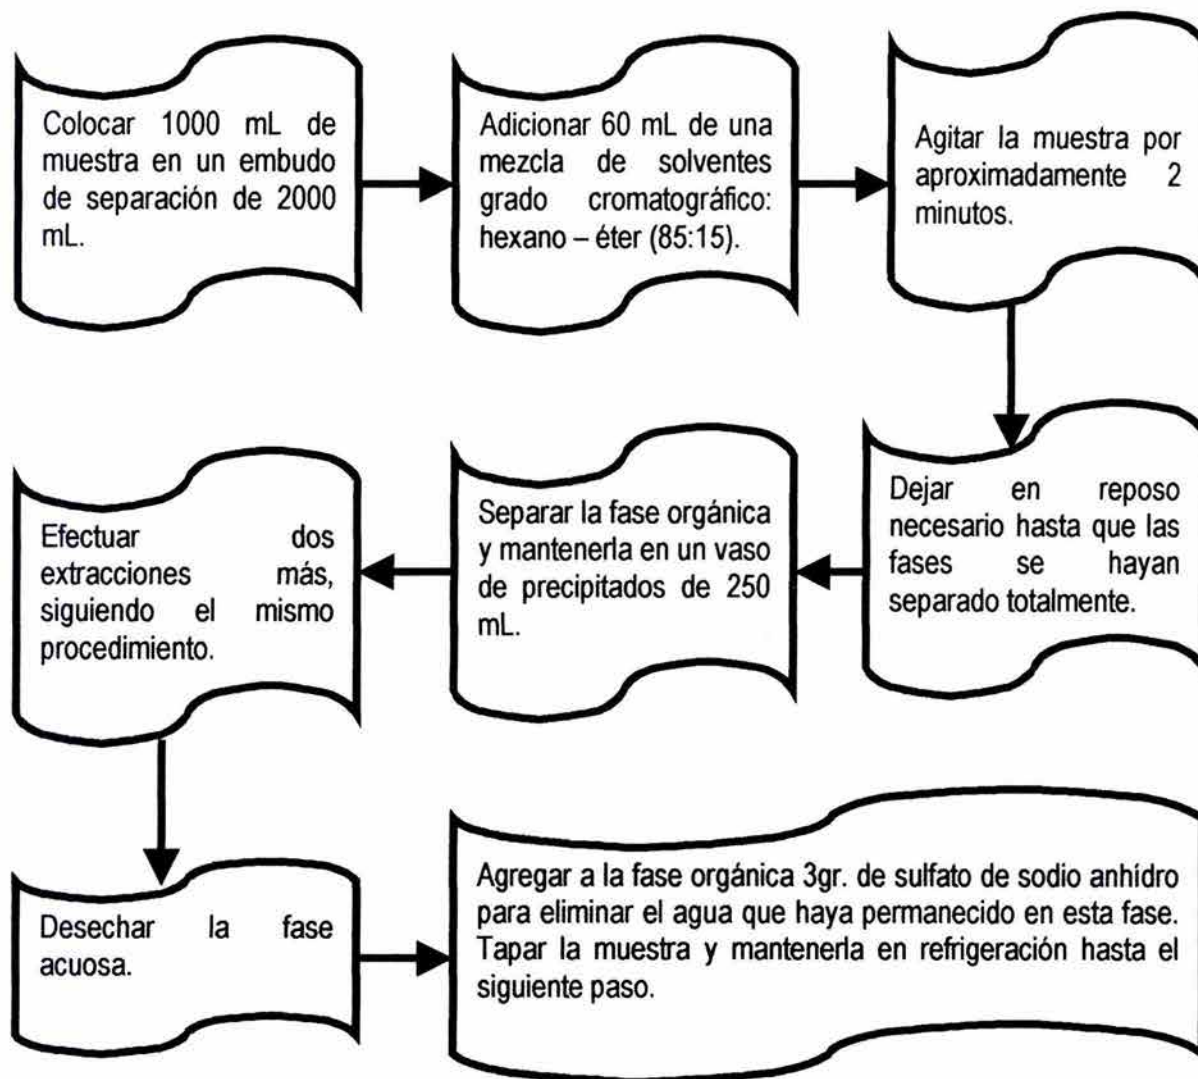 Colocar 1000 mL de
muestra en un embudo
de separación de 2000
mL.
Adicionar 60 mL de una
mezcla de solventes
grado cromatográfico:
hexano – éter (85:15).
Agitar la muestra por
aproximadamente 2
minutos.
Dejar en reposo
necesario hasta que las
fases se hayan
separado totalmente.
Separar la fase orgánica
y mantenerla en un vaso
de precipitados de 250
mL.
Efectuar dos
extracciones más,
siguiendo el mismo
procedimiento.
Desechar la fase
acuosa.
Agregar a la fase orgánica 3gr. de sulfato de sodio anhídro
para eliminar el agua que haya permanecido en esta fase.
Tapar la muestra y mantenerla en refrigeración hasta el
siguiente paso.